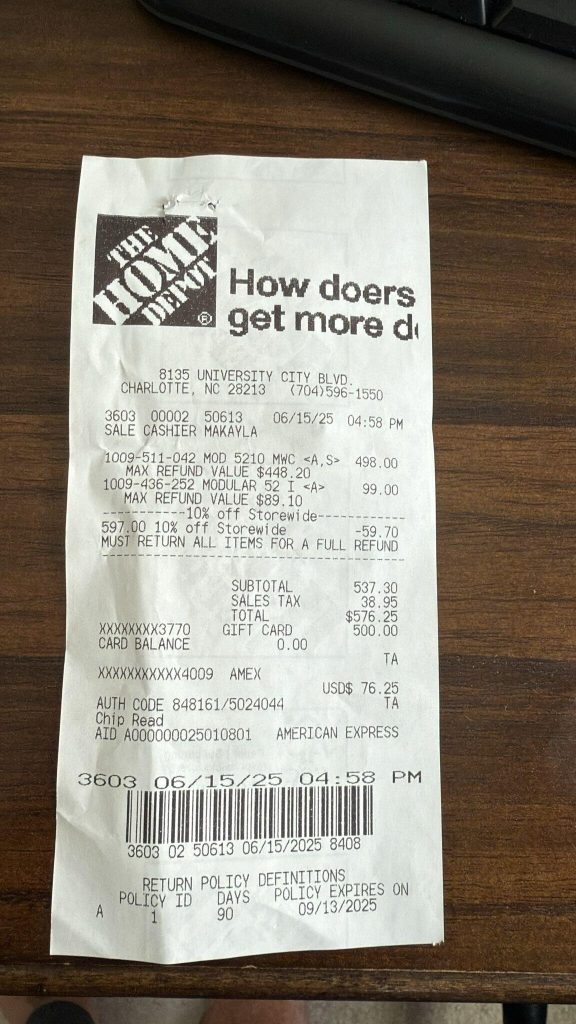 THE
HOME
DEPOT
®
How doers
get more d
8135 UNIVERSITY CITY BLVD.
CHARLOTTE, NC 28213 (704)596-1550
3603 00002 50613 06/15/25 04:58 PM
SALE CASHIER MAKAYLA
1009-511-042 MOD 5210 MWC <A,S> 498.00
MAX REFUND VALUE $448.20
1009-436-252 MODULAR 52 I <A> 99.00
MAX REFUND VALUE $89.10
------------10% off Storewide-------------
597.00 10% off Storewide -59.70
MUST RETURN ALL ITEMS FOR A FULL REFUND
------------------------------------------
SUBTOTAL 537.30
SALES TAX 38.95
TOTAL $576.25
XXXXXXXX3770 GIFT CARD 500.00
CARD BALANCE 0.00
TA
XXXXXXXXXXX4009 AMEX
USD$ 76.25
AUTH CODE 848161/5024044 TA
Chip Read
AID A000000025010801 AMERICAN EXPRESS
3603 06/15/25 04:58 PM
3603 02 50613 06/15/2025 8408
RETURN POLICY DEFINITIONS
POLICY ID DAYS POLICY EXPIRES ON
A 1 90 09/13/2025